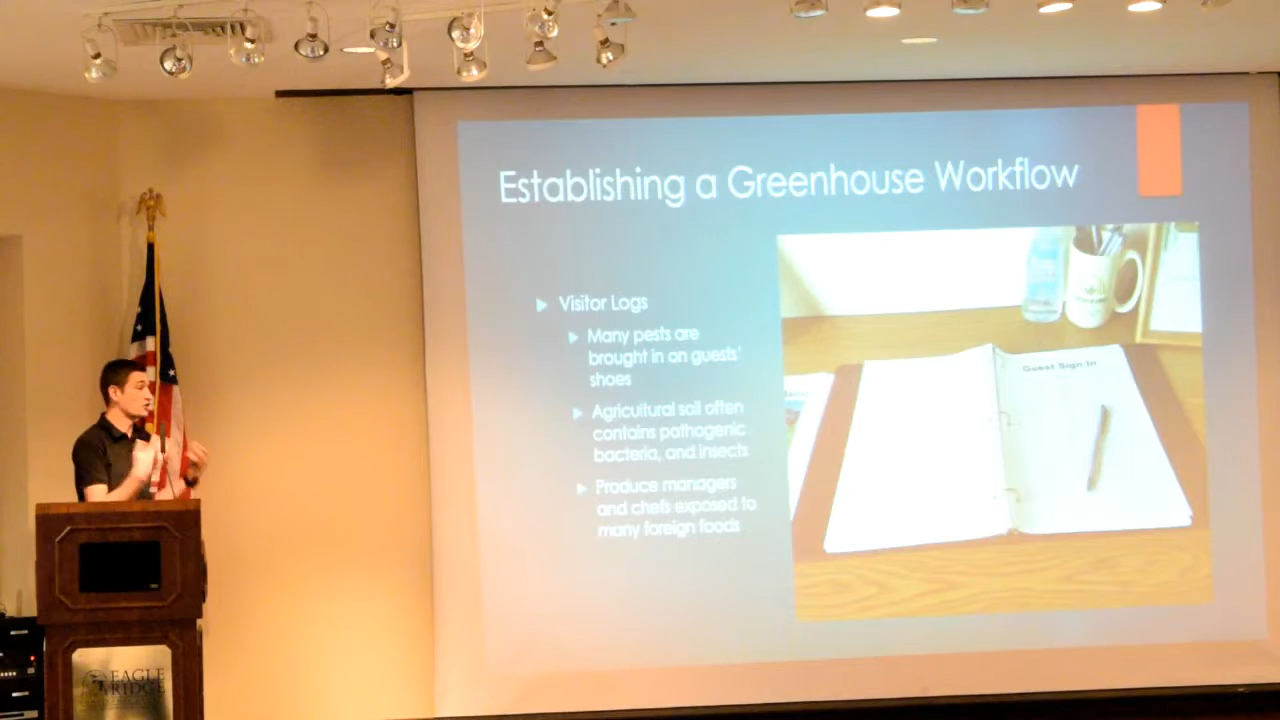 Establishing a Greenhouse Workflow
Visitor Logs
Many pests are
brought in on guests'
shoes
Agricultural soil often
contains pathogenic
bacteria, and insects
Produce managers
and chefs exposed to
many foreign foods
Guest Sign In
EAGLE
RIDGE